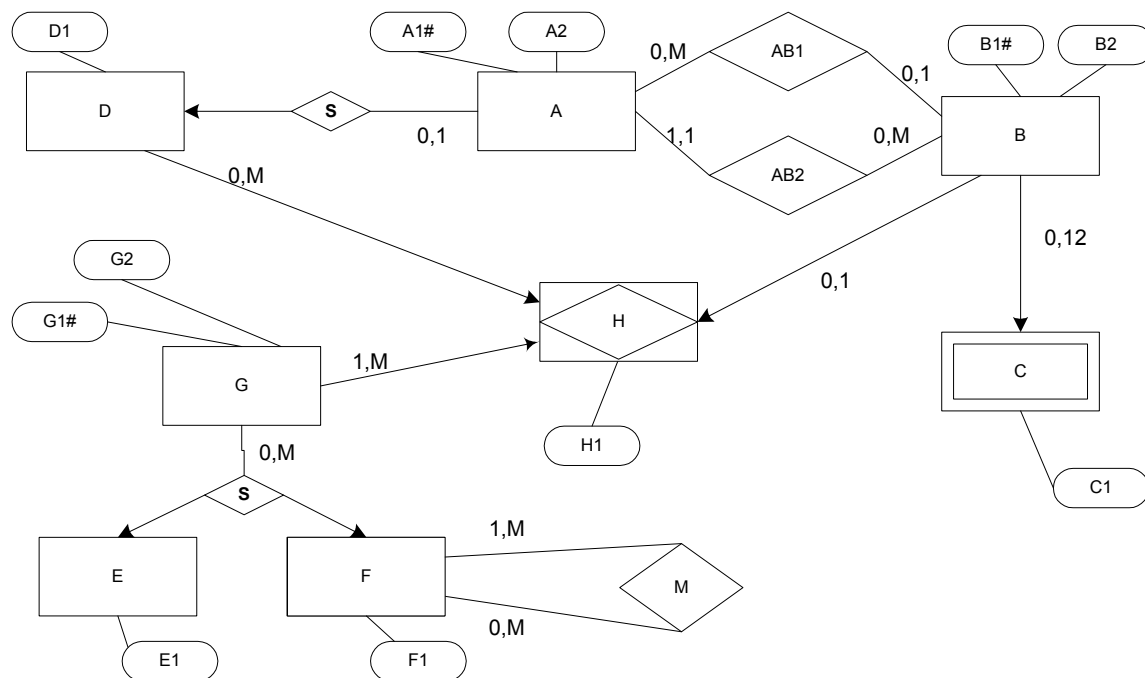 D1
A1#
A2
B1#
B2
0,M
AB1
0,1
D
S
A
0,1
1,1
0,M
B
AB2
0,M
G2
0,12
0,1
G1#
H
1,M
G
C
H1
0,M
S
C1
1,M
E
F
M
0,M
E1
F1